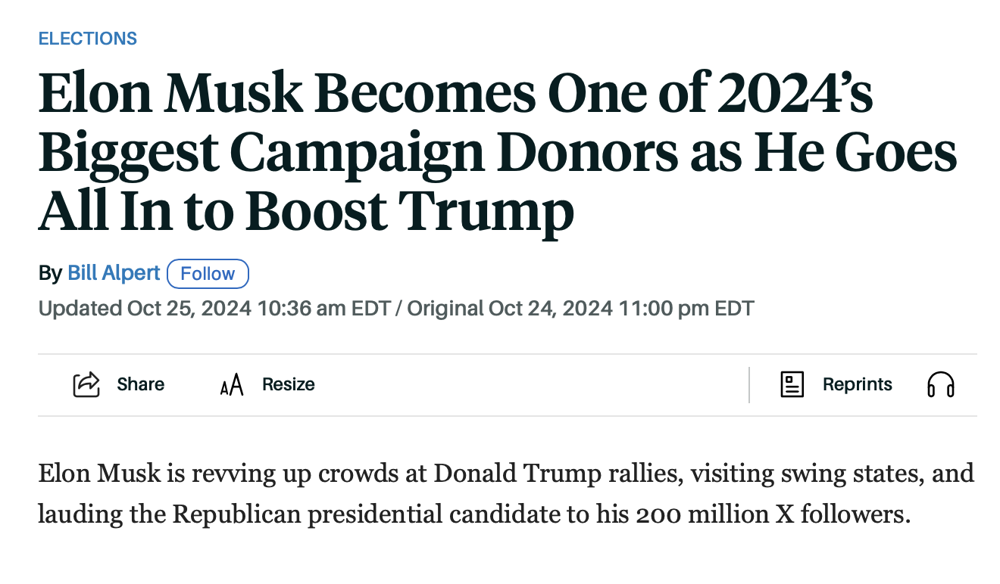 ELECTIONS
Elon Musk Becomes One of 2024’s
Biggest Campaign Donors as He Goes
All In to Boost Trump
By Bill Alpert Follow
Updated Oct 25, 2024 10:36 am EDT / Original Oct 24, 2024 11:00 pm EDT
Share Resize Reprints
Elon Musk is revving up crowds at Donald Trump rallies, visiting swing states, and
lauding the Republican presidential candidate to his 200 million X followers.